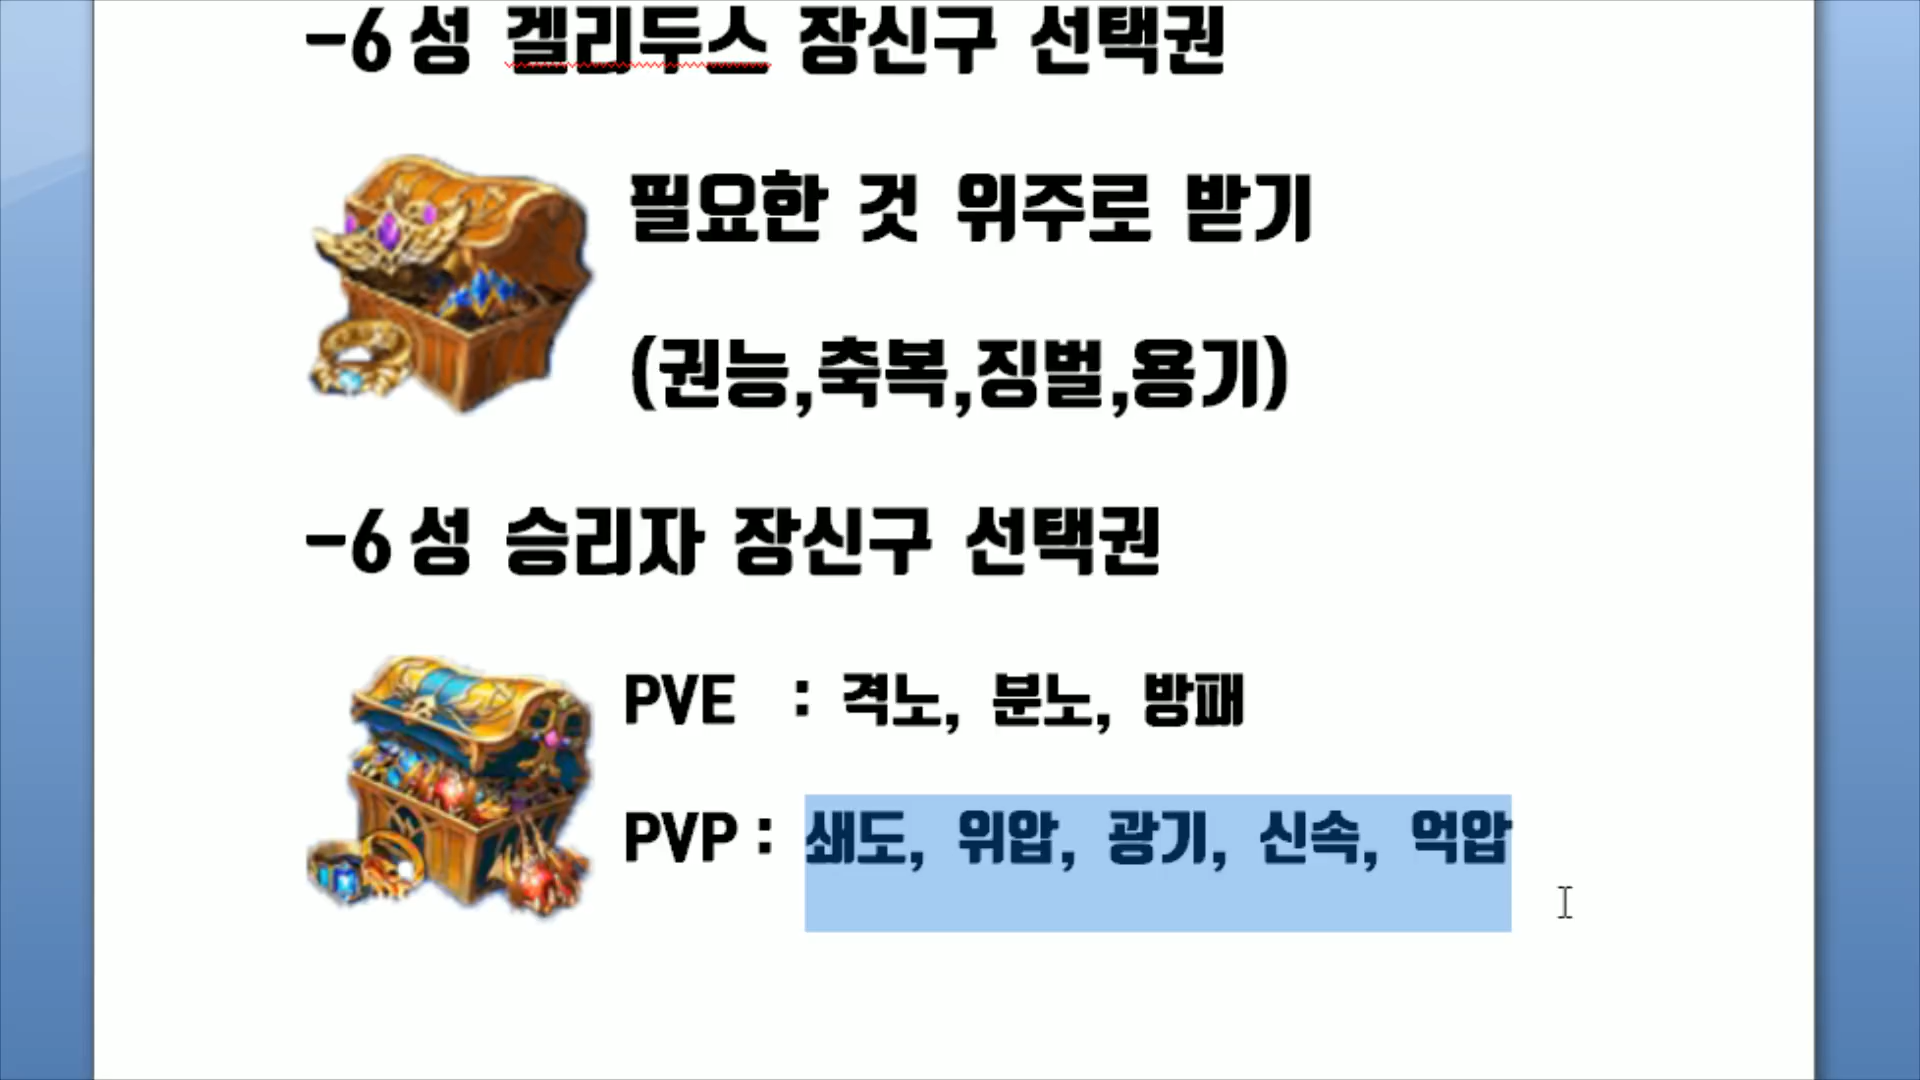 -6성 겔리두스 장신구 선택권
필요한 것 위주로 받기
(권능,축복,징벌,용기)
-6성 승리자 장신구 선택권
PVE : 격노, 분노, 방패
PVP : 쇄도, 위압, 광기, 신속, 억압